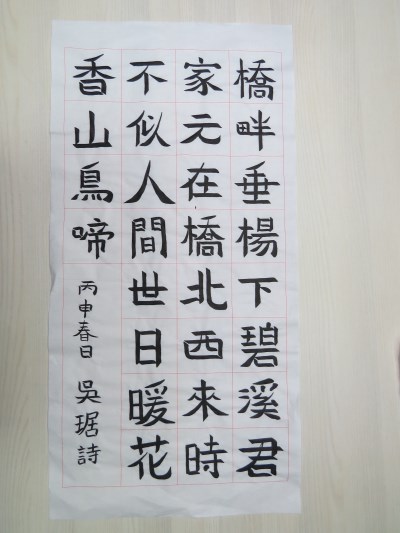 橋畔垂楊下碧溪君
家元在橋北西來時
不似人間世日暖花
香山鳥啼
丙申春日 吳琚詩